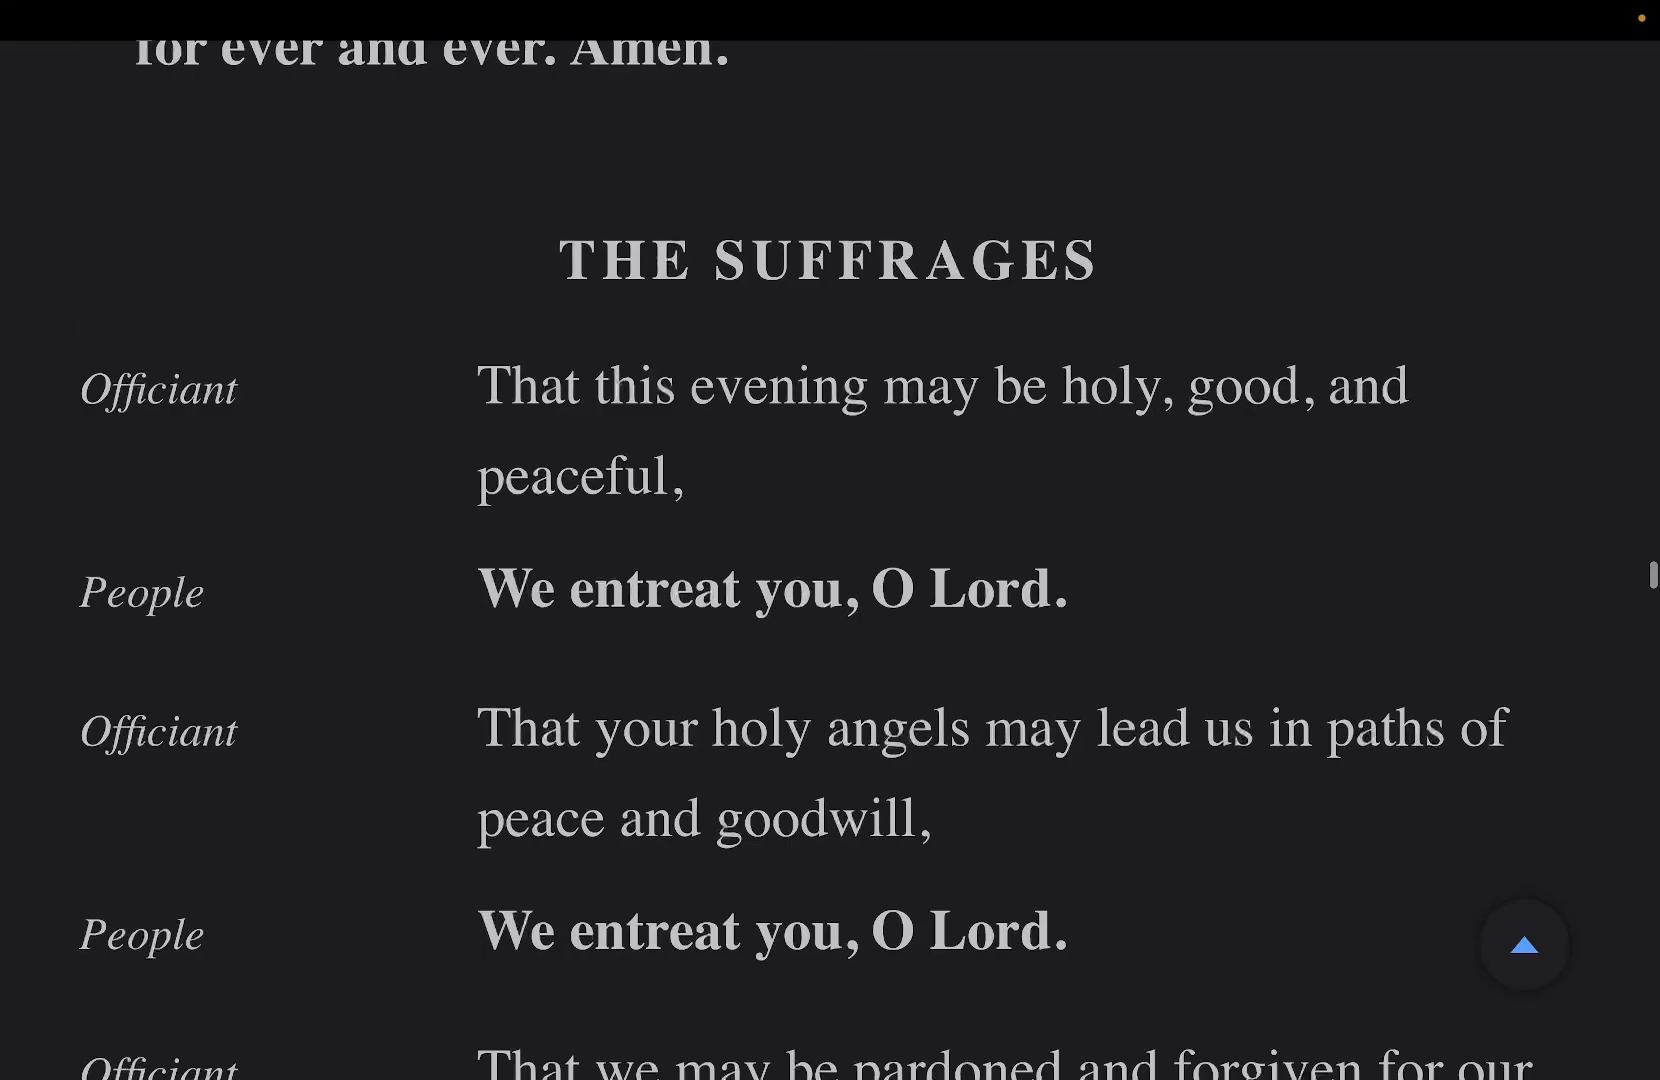 for ever and ever. Amen.
THE SUFFRAGES
Officiant That this evening may be holy, good, and
peaceful,
People We entreat you, O Lord.
Officiant That your holy angels may lead us in paths of
peace and goodwill,
People We entreat you, O Lord.
Officiant That we may be pardoned and forgiven for our